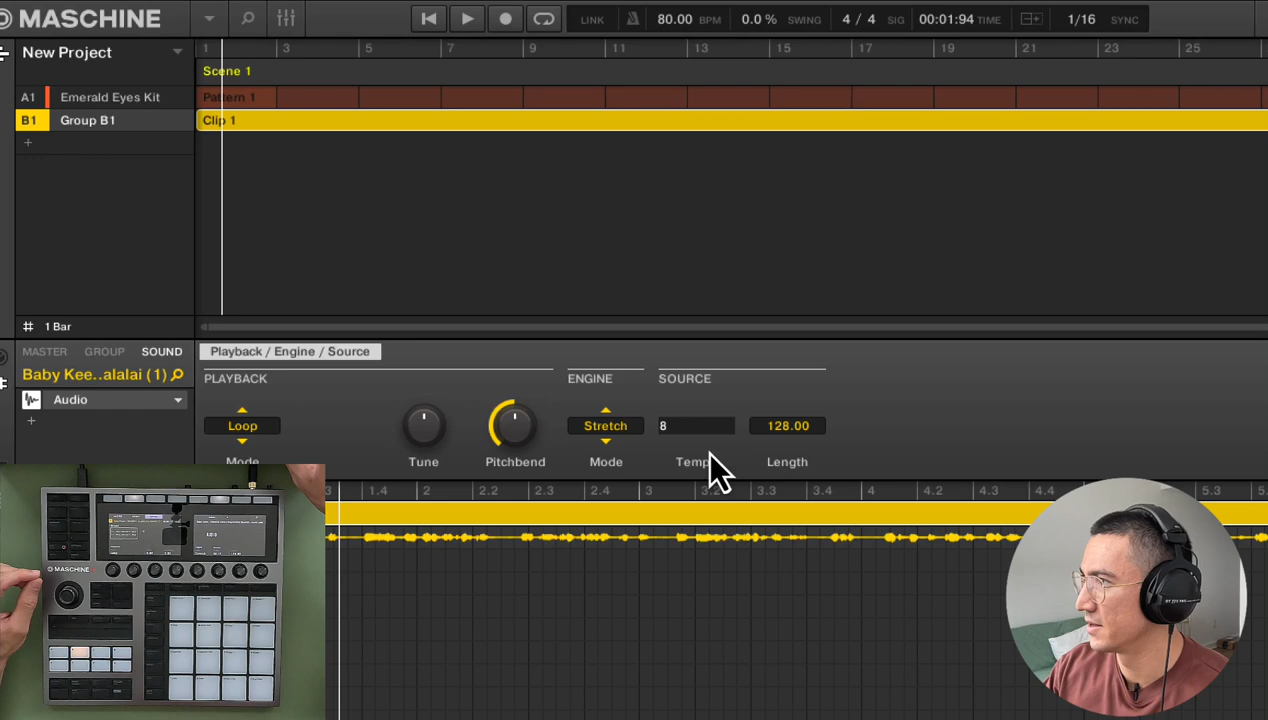 MASCHINE
LINK 80.00 BPM 0.0 % SWING 4 / 4 SIG 00:01:94 TIME 1/16 SYNC
New Project
1 3 5 7 9 11 13 15 17 19 21 23 25
Scene 1
A1 Emerald Eyes Kit Pattern 1
B1 Group B1 Clip 1
+
1 Bar
MASTER GROUP SOUND Playback / Engine / Source
Baby Kee..alalai (1)
PLAYBACK ENGINE SOURCE
Audio
+
Loop Stretch 8 128.00
Mode Tune Pitchbend Mode Temp Length
1.4 2 2.2 2.4 3 3.2 3.3 3.4 4 4.2 4.4 5.3
MASCHINE